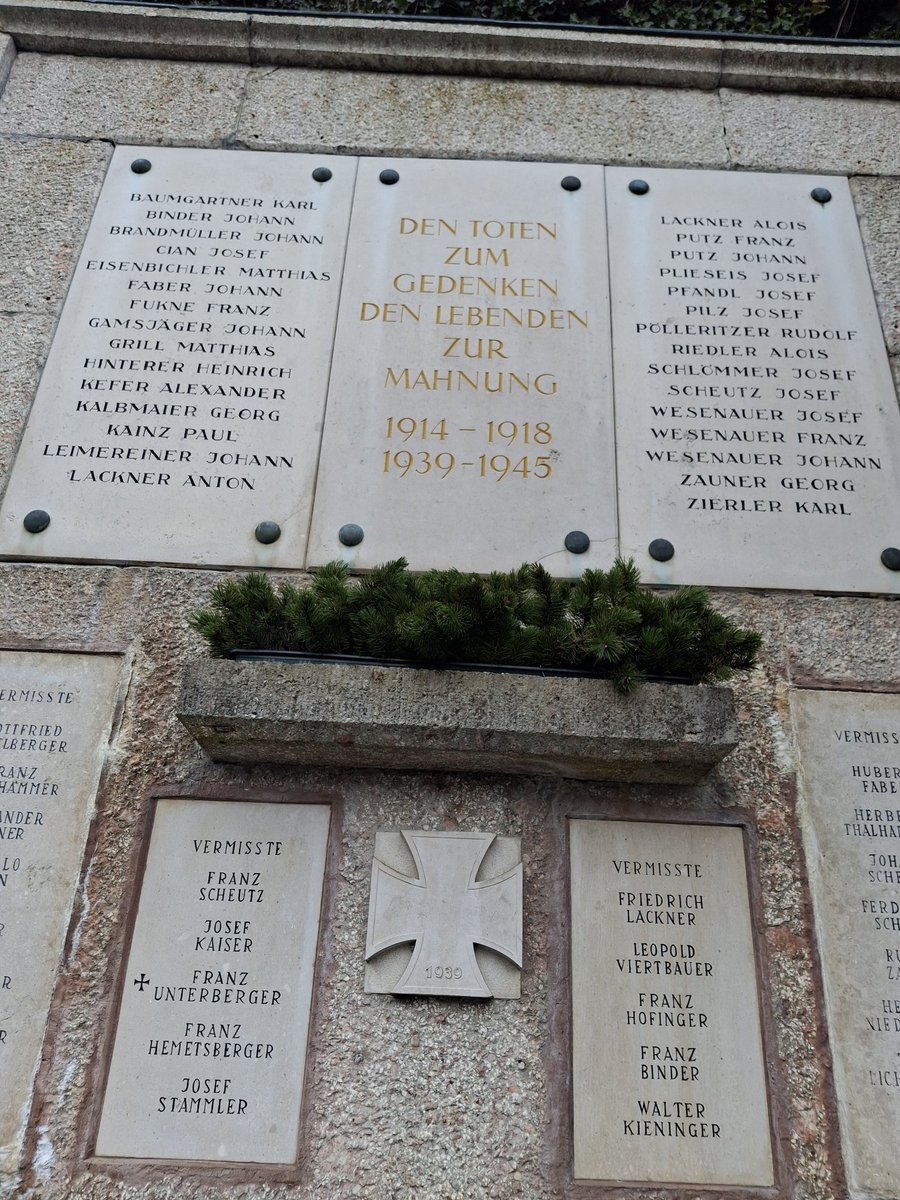 BAUMGARTNER KARL
BINDER JOHANN
BRANDMÜLLER JOHANN
CIAN JOSEF
EISENBICHLER MATTHIAS
FABER JOHANN
FUKNE FRANZ
GAMSJÄGER JOHANN
GRILL MATTHIAS
HINTERER HEINRICH
KEFER ALEXANDER
KALBMAIER GEORG
KAINZ PAUL
LEIMEREINER JOHANN
LACKNER ANTON
DEN TOTEN
ZUM
GEDENKEN
DEN LEBENDEN
ZUR
MAHNUNG
1914 – 1918
1939-1945
LACKNER ALOIS
PUTZ FRANZ
PUTZ JOHANN
PLIESEIS JOSEF
PFANDL JOSEF
PILZ JOSEF
PÖLLERITZER RUDOLF
RIEDLER ALOIS
SCHLÖMMER JOSEF
SCHEUTZ JOSEF
WESENAUER JOSEF
WESENAUER FRANZ
WESENAUER JOHANN
ZAUNER GEORG
ZIERLER KARL
VERMISSTE
VERMISSTE
FRANZ
SCHEUTZ
JOSEF
KAISER
FRANZ
UNTERBERGER
FRANZ
HEMETSBERGER
JOSEF
STAMMLER
1939
VERMISSTE
FRIEDRICH
LACKNER
LEOPOLD
VIERTBAUER
FRANZ
HOFINGER
FRANZ
BINDER
WALTER
KIENINGER